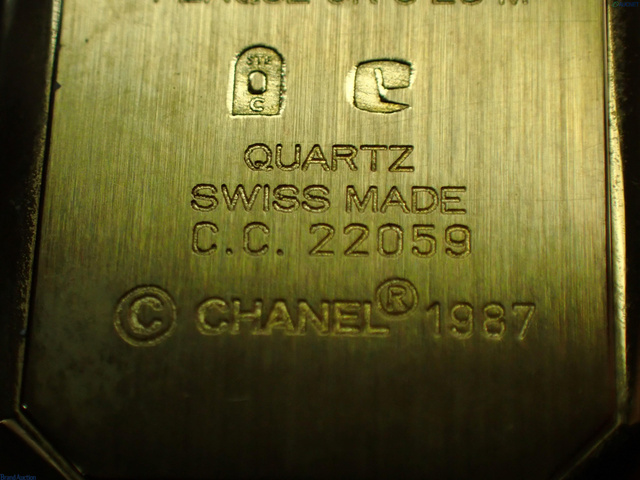 QUARTZ
SWISS MADE
C.C. 22059
© CHANEL® 1987